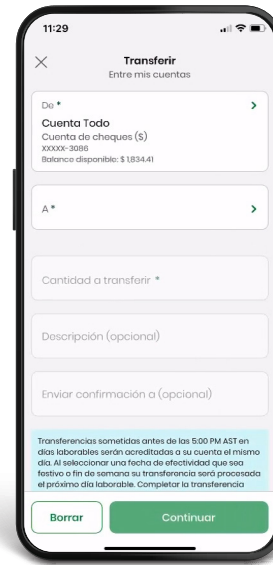 11:29
Transferir
Entre mis cuentas
De *
Cuenta Todo
Cuenta de cheques ($)
XXXXX-3086
Balance disponible: $ 1,834.41
A *
Cantidad a transferir *
Descripción (opcional)
Enviar confirmación a (opcional)
Transferencias sometidas antes de las 5:00 PM AST en
días laborables serán acreditadas a su cuenta el mismo
día. Al seleccionar una fecha de efectividad que sea
festivo o fin de semana su transferencia será procesada
el próximo día laborable. Completar la transferencia
Borrar
Continuar